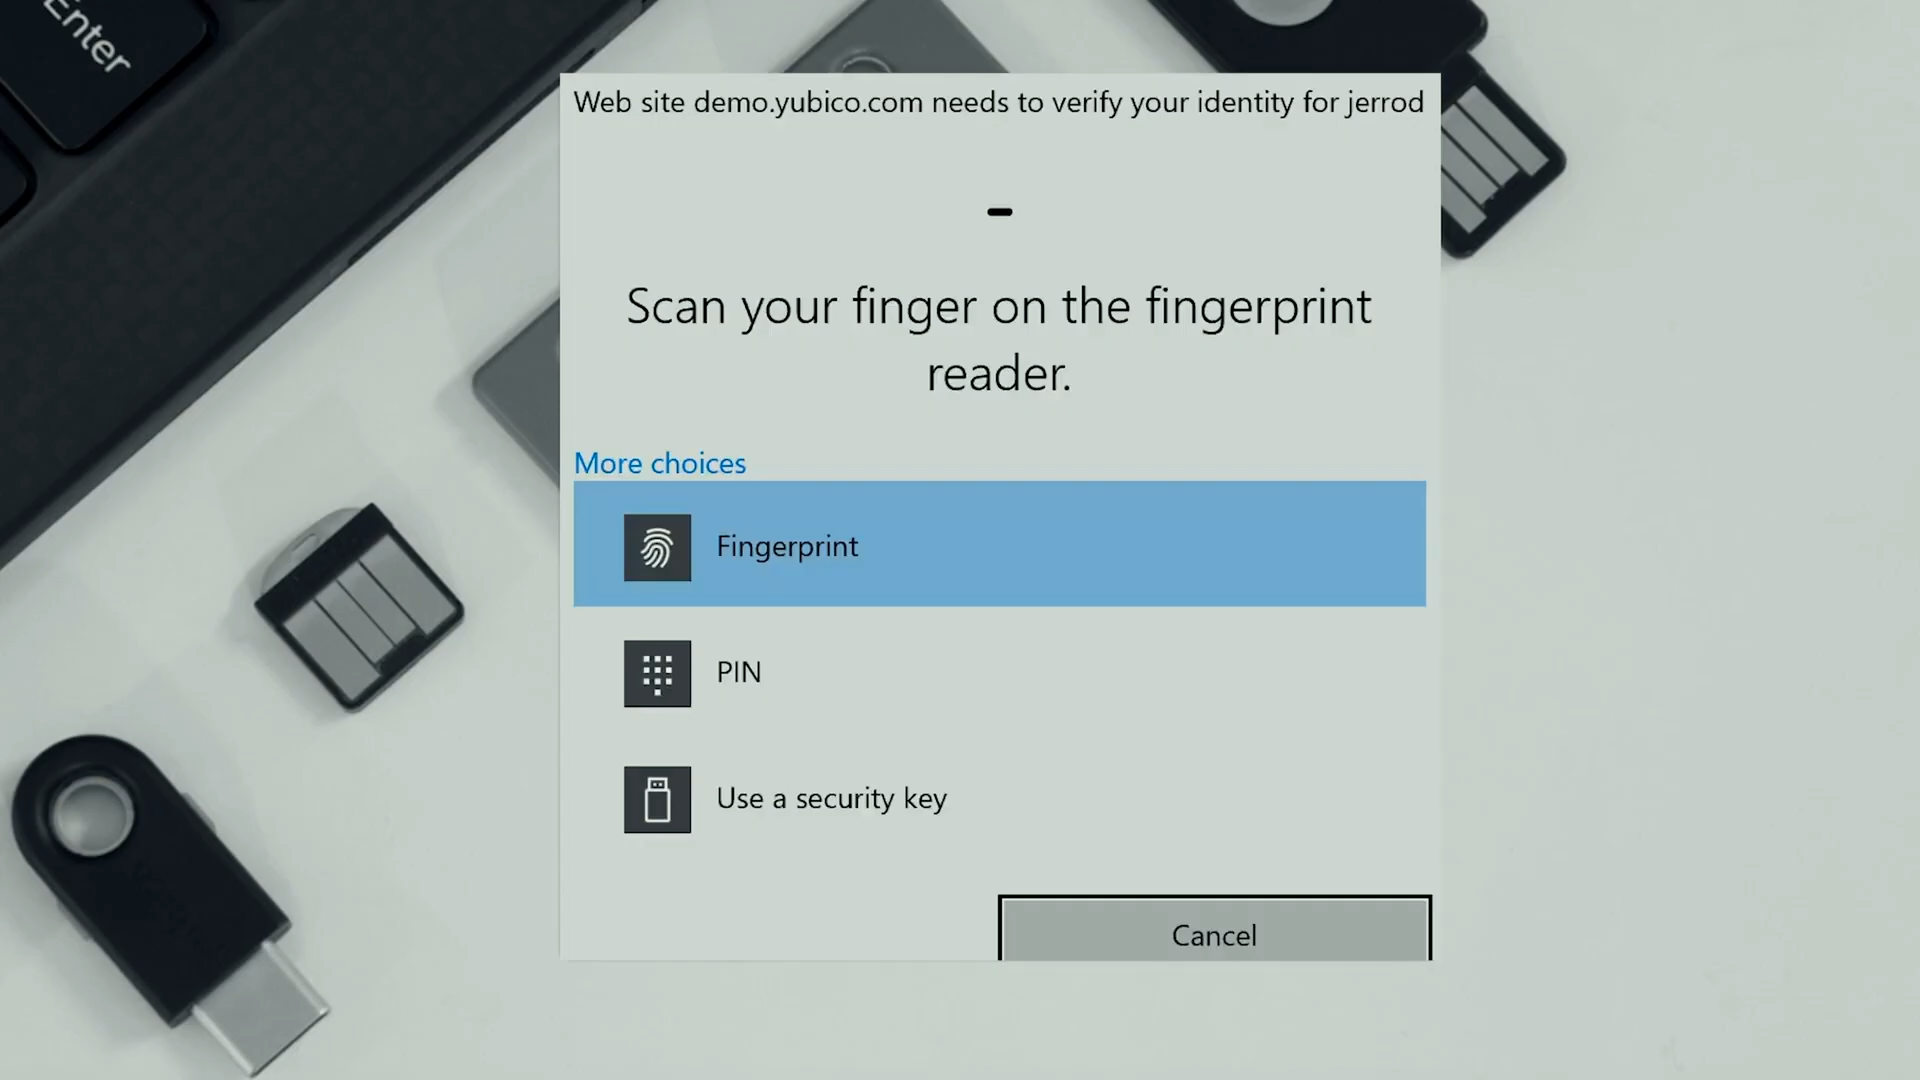 Enter
Web site demo.yubico.com needs to verify your identity for jerrod
Scan your finger on the fingerprint
reader.
More choices
Fingerprint
PIN
Use a security key
Cancel